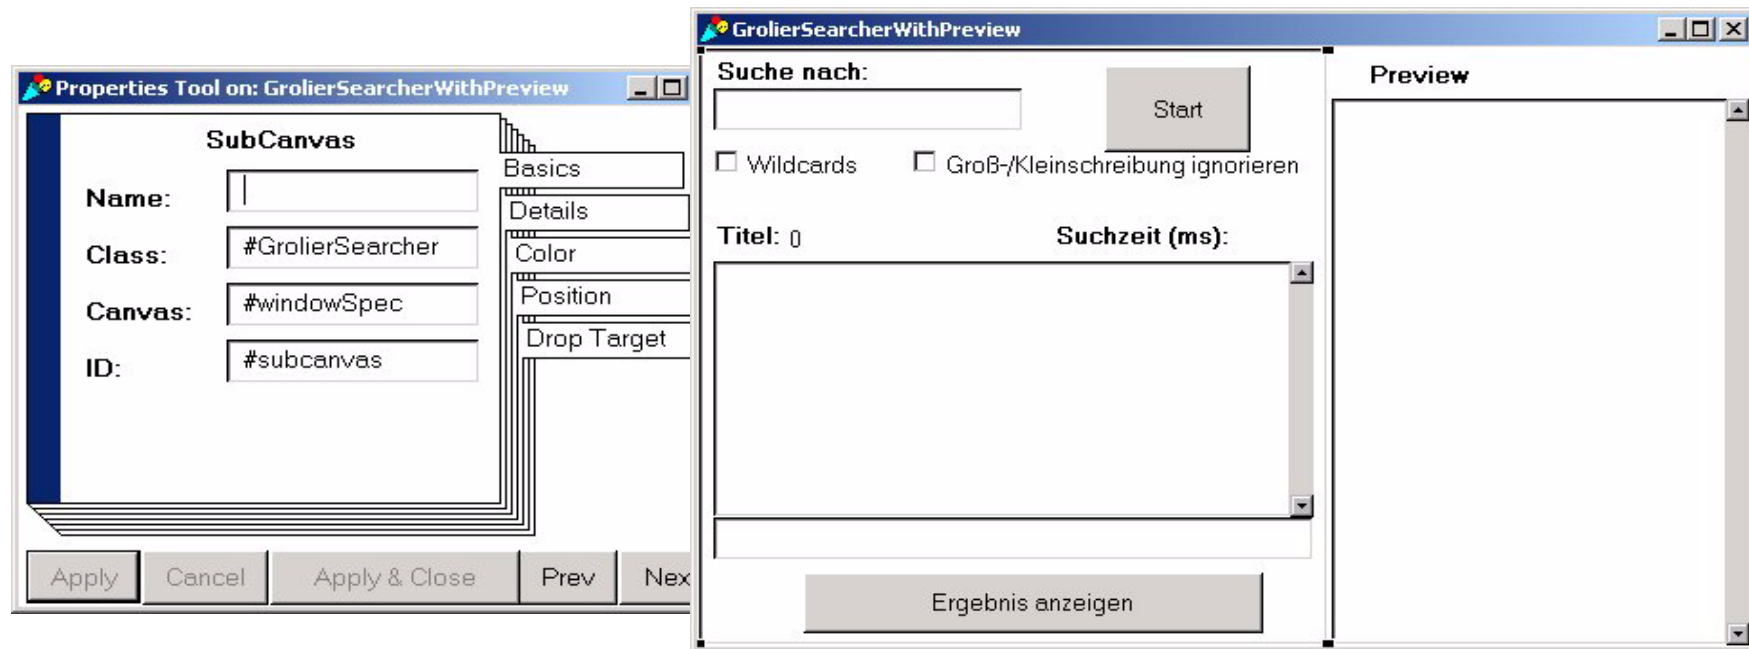 Properties Tool on: GrolierSearcherWithPreview
SubCanvas
Name:
Class: #GrolierSearcher
Canvas: #windowSpec
ID: #subcanvas
Basics
Details
Color
Position
Drop Target
Apply Cancel Apply & Close Prev Nex
GrolierSearcherWithPreview
Suche nach:
Start
Wildcards Groß-/Kleinschreibung ignorieren
Titel: 0 Suchzeit (ms):
Ergebnis anzeigen
Preview